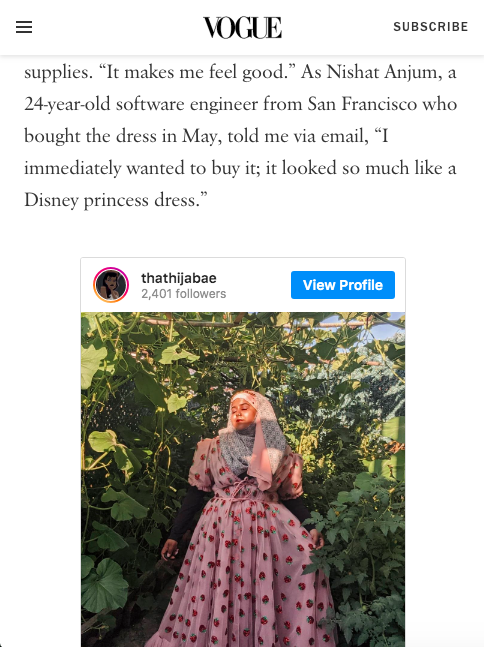 VOGUE
SUBSCRIBE
supplies. “It makes me feel good.” As Nishat Anjum, a
24-year-old software engineer from San Francisco who
bought the dress in May, told me via email, “I
immediately wanted to buy it; it looked so much like a
Disney princess dress.”
thathijabae
2,401 followers
View Profile